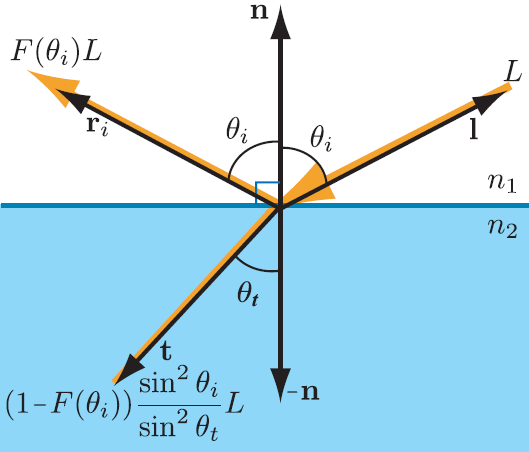 n
F(θᵢ)L
L
rᵢ
θᵢ
θᵢ
l
n₁
n₂
θₜ
t
(1-F(θᵢ)) sin² θᵢ / sin² θₜ L
-n